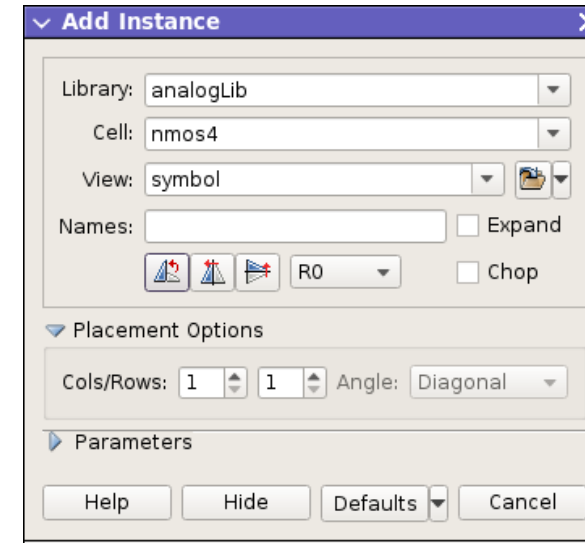 Add Instance
Library: analogLib
Cell: nmos4
View: symbol
Names: Expand
R0 Chop
Placement Options
Cols/Rows: 1 1 Angle: Diagonal
Parameters
Help Hide Defaults Cancel